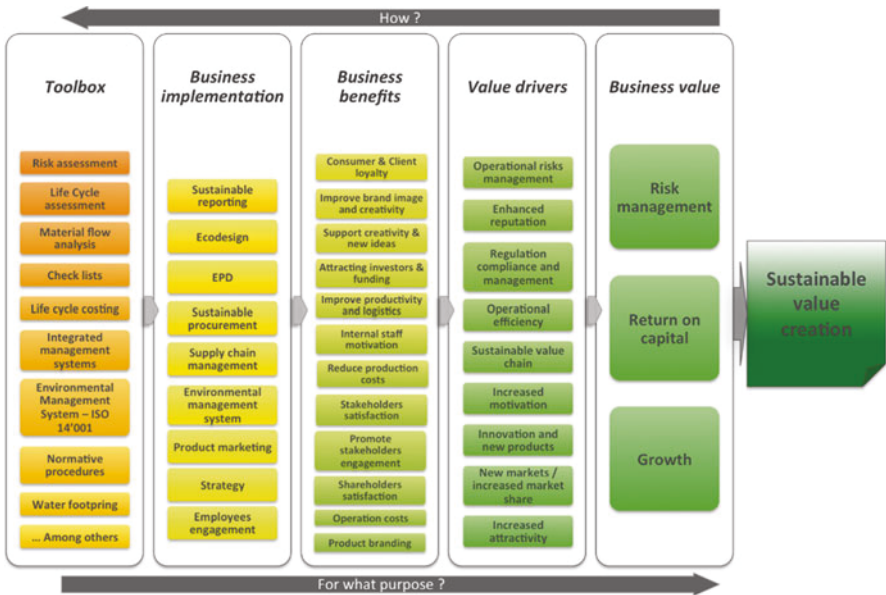 How ?
Toolbox
Risk assessment
Life Cycle
assessment
Material flow
analysis
Check lists
Life cycle costing
Integrated
management
systems
Environmental
Management
System – ISO
14'001
Normative
procedures
Water footpring
... Among others
Business
implementation
Sustainable
reporting
Ecodesign
EPD
Sustainable
procurement
Supply chain
management
Environmental
management
system
Product marketing
Strategy
Employees
engagement
Business
benefits
Consumer & Client
loyalty
Improve brand image
and creativity
Support creativity &
new ideas
Attracting investors &
funding
Improve productivity
and logistics
Internal staff
motivation
Reduce production
costs
Stakeholders
satisfaction
Promote
stakeholders
engagement
Shareholders
satisfaction
Operation costs
Product branding
Value drivers
Operational risks
management
Enhanced
reputation
Regulation
compliance and
management
Operational
efficiency
Sustainable value
chain
Increased
motivation
Innovation and
new products
New markets /
increased market
share
Increased
attractivity
Business value
Risk
management
Return on
capital
Growth
Sustainable
value
creation
For what purpose ?